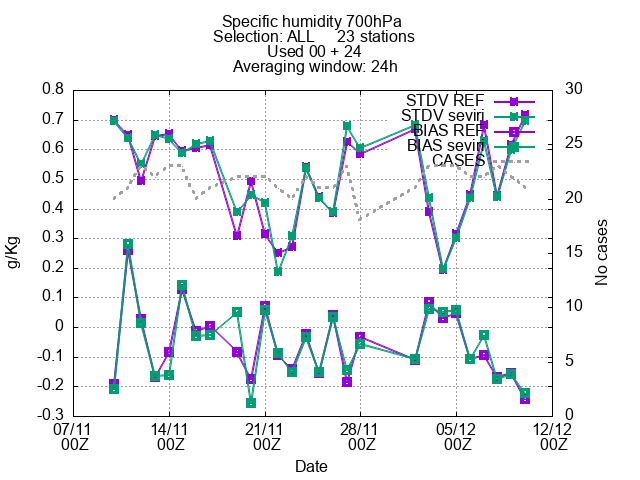 Specific humidity 700hPa
Selection: ALL 23 stations
Used 00 + 24
Averaging window: 24h
STDV REF
STDV seviri
BIAS REF
BIAS seviri
CASES
0.8
0.7
0.6
0.5
0.4
0.3
0.2
0.1
0
-0.1
-0.2
-0.3
g/Kg
30
25
20
15
10
5
0
No cases
07/11 14/11 21/11 28/11 05/12 12/12
00Z 00Z 00Z 00Z 00Z 00Z
Date